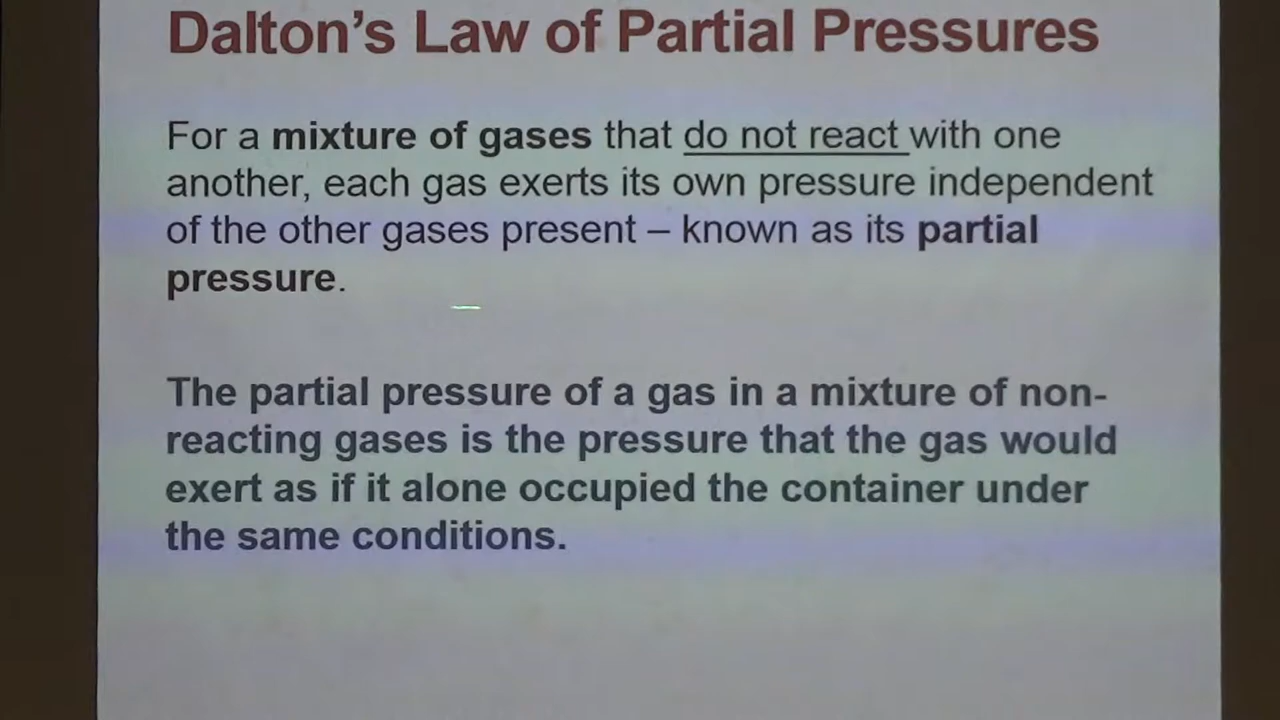 Dalton’s Law of Partial Pressures
For a mixture of gases that do not react with one
another, each gas exerts its own pressure independent
of the other gases present – known as its partial
pressure.
The partial pressure of a gas in a mixture of non-
reacting gases is the pressure that the gas would
exert as if it alone occupied the container under
the same conditions.